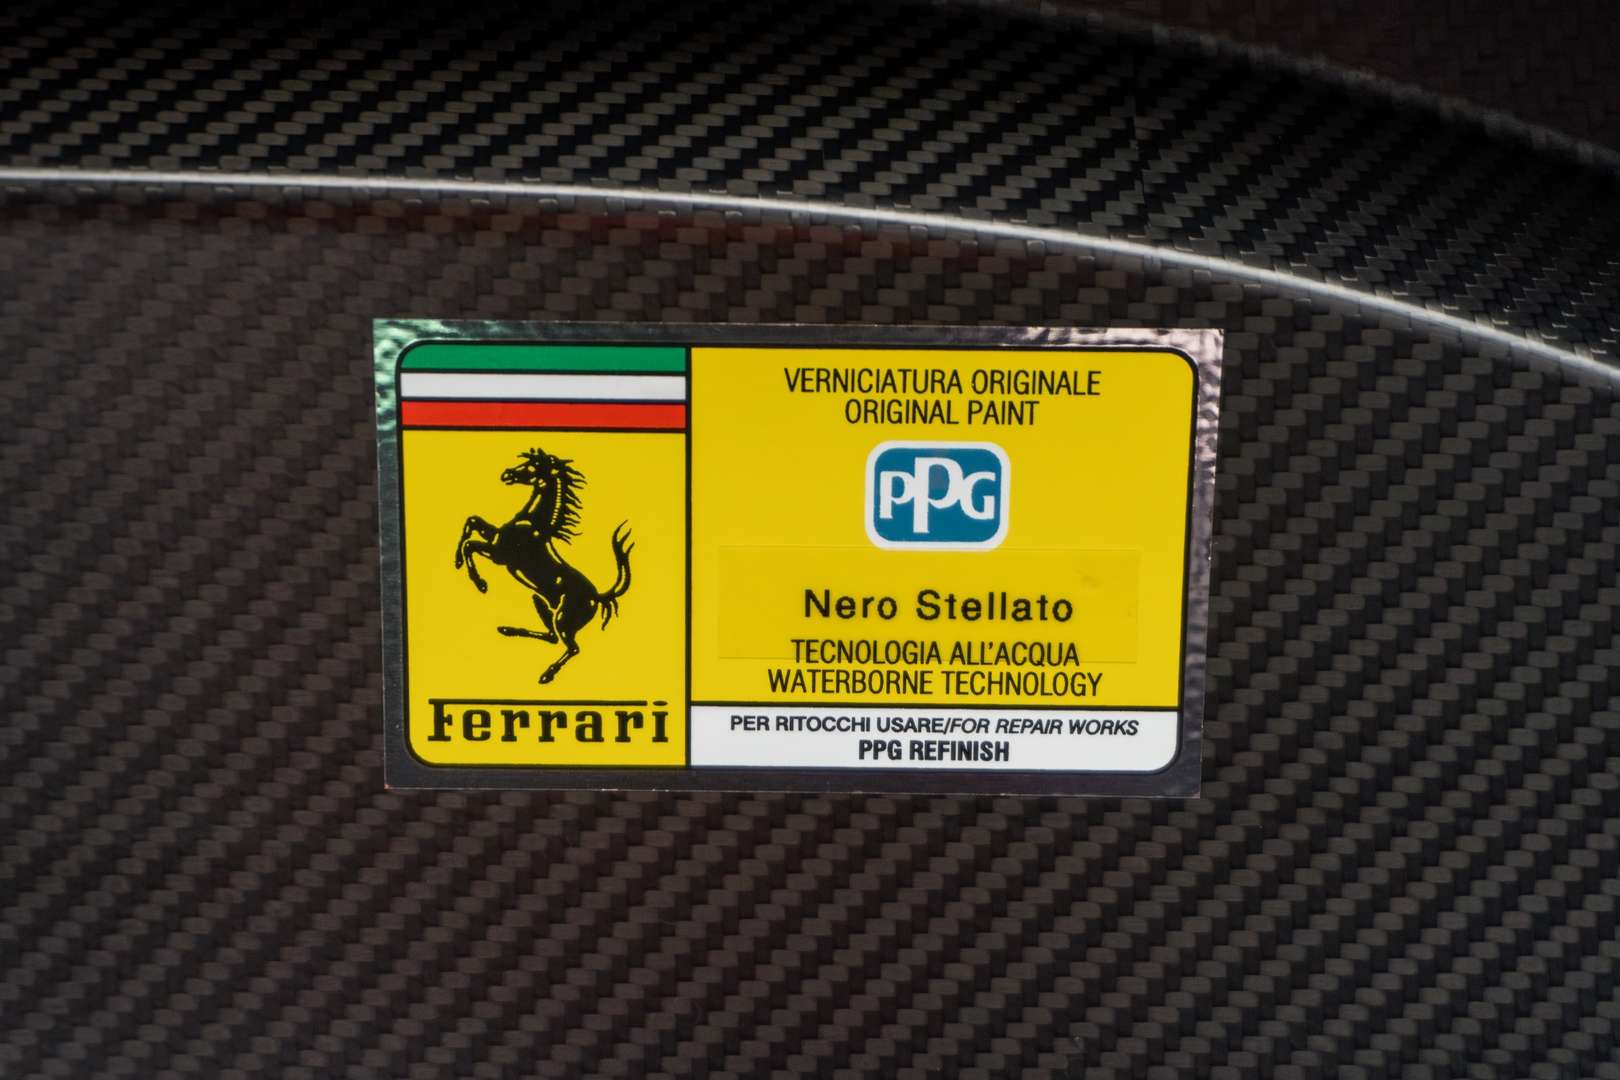 Ferrari
VERNICIATURA ORIGINALE
ORIGINAL PAINT
PPG
Nero Stellato
TECNOLOGIA ALL'ACQUA
WATERBORNE TECHNOLOGY
PER RITOCCHI USARE/FOR REPAIR WORKS
PPG REFINISH